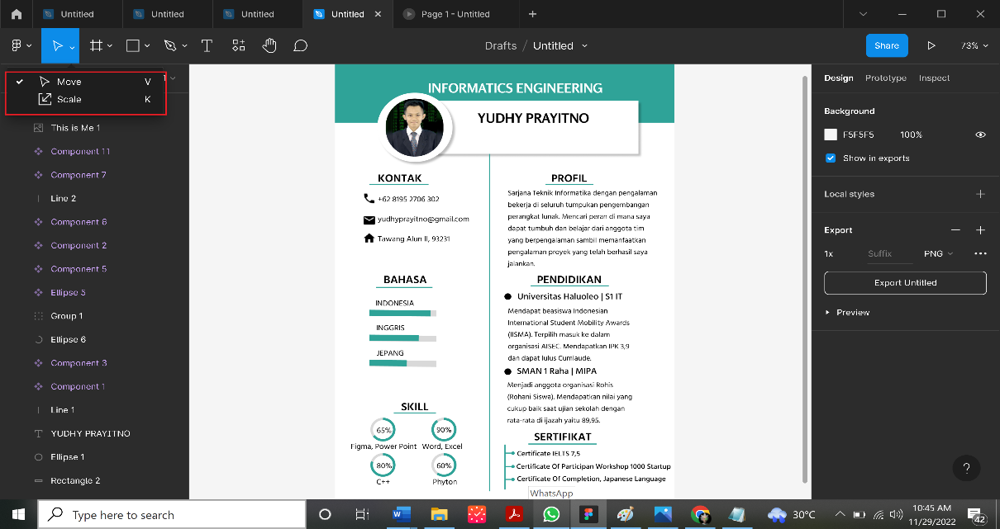 Untitled
Untitled
Untitled
Untitled
Page 1 - Untitled
Drafts / Untitled
Share
73%
Move V
Scale K
1
This is Me 1
Component 11
Component 7
Line 2
Component 6
Component 2
Component 5
Ellipse 5
Group 1
Ellipse 6
Component 3
Component 1
Line 1
YUDHY PRAYITNO
Ellipse 1
Rectangle 2
INFORMATICS ENGINEERING
YUDHY PRAYITNO
KONTAK
+62 8195 2706 302
yudhyprayitno@gmail.com
Tawang Alun II, 93231
BAHASA
INDONESIA
INGGRIS
JEPANG
SKILL
65%
90%
Figma, Power Point
Word, Excel
80%
60%
C++
Phyton
PROFIL
Sarjana Teknik Informatika dengan pengalaman
bekerja di seluruh tumpukan pengembangan
perangkat lunak. Mencari peran di mana saya
dapat tumbuh dan belajar dari anggota tim
yang berpengalaman sambil memanfaatkan
pengalaman proyek yang telah berhasil saya
jalankan.
PENDIDIKAN
Universitas Haluoleo | S1 IT
Mendapat beasiswa Indonesian
International Student Mobility Awards
(IISMA). Terpilih masuk ke dalam
organisasi AISEC. Mendapatkan IPK 3,9
dan dapat lulus Cumlaude.
SMAN 1 Raha | MIPA
Menjadi anggota organisasi Rohis
(Rohani Siswa). Mendapatkan nilai yang
cukup baik saat ujian sekolah dengan
rata-rata di ijazah yaitu 89,95.
SERTIFIKAT
Certificate IELTS 7,5
Certificate Of Participan Workshop 1000 Startup
Certificate Of Completion, Japanese Language
WhatsApp
Design
Prototype
Inspect
Background
F5F5F5 100%
Show in exports
Local styles
Export
1x Suffix PNG
Export Untitled
Preview
?
Type here to search
30°C
10:45 AM
11/29/2022
42